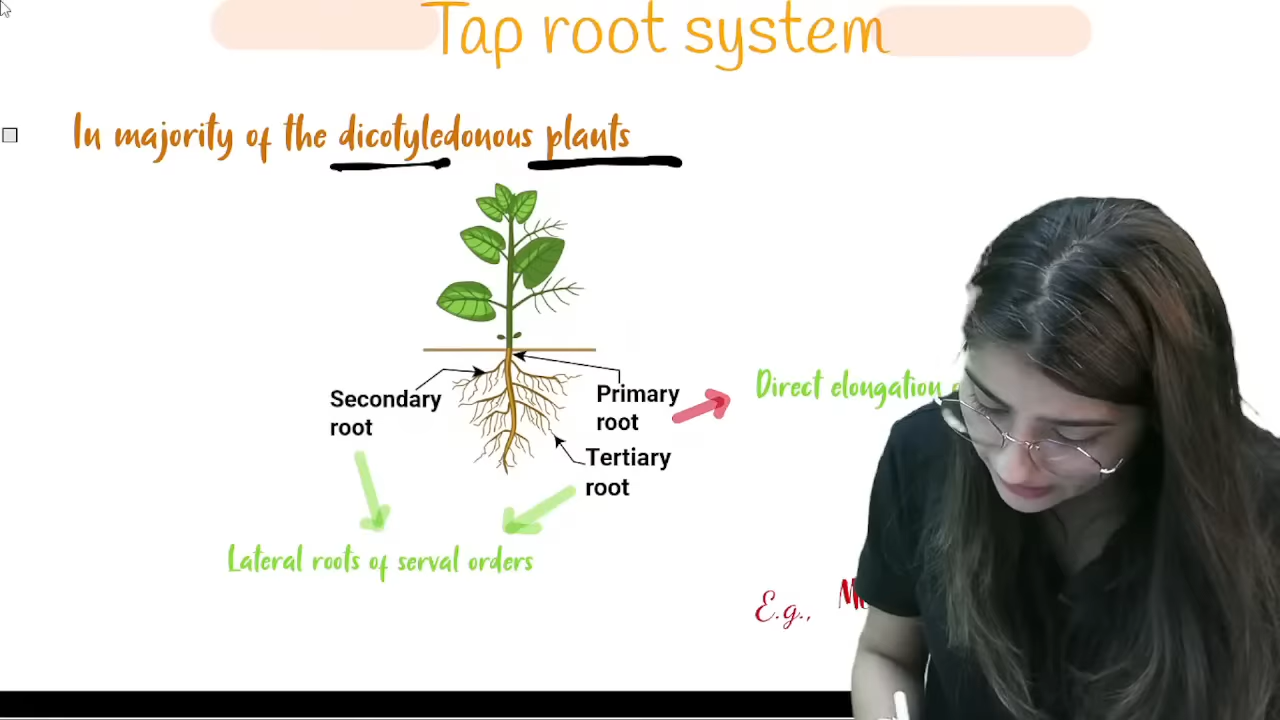 Tap root system
In majority of the dicotyledonous plants
Secondary
root
Primary
root
Direct elongation
Tertiary
root
Lateral roots of serval orders
E.g.,